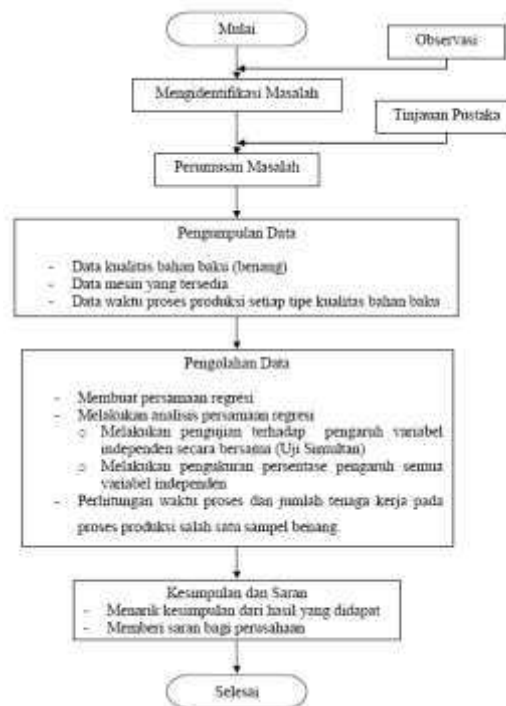 Mulai
Observasi
Mengidentifikasi Masalah
Tinjauan Pustaka
Perumusan Masalah
Pengumpulan Data
- Data kualitas bahan baku (benang)
- Data mesin yang tersedia
- Data waktu proses produksi setiap tipe kualitas bahan baku
Pengolahan Data
- Membuat persamaan regresi
- Melakukan analisis persamaan regresi
o Melakukan pengujian terhadap pengaruh variabel
independen secara bersama (Uji Simultan)
o Melakukan pengukuran persentase pengaruh semua
variabel independen
- Perhitungan waktu proses dan jumlah tenaga kerja pada
proses produksi salah satu sampel benang.
Kesimpulan dan Saran
- Menarik kesimpulan dari hasil yang didapat
- Memberi saran bagi perusahaan
Selesai